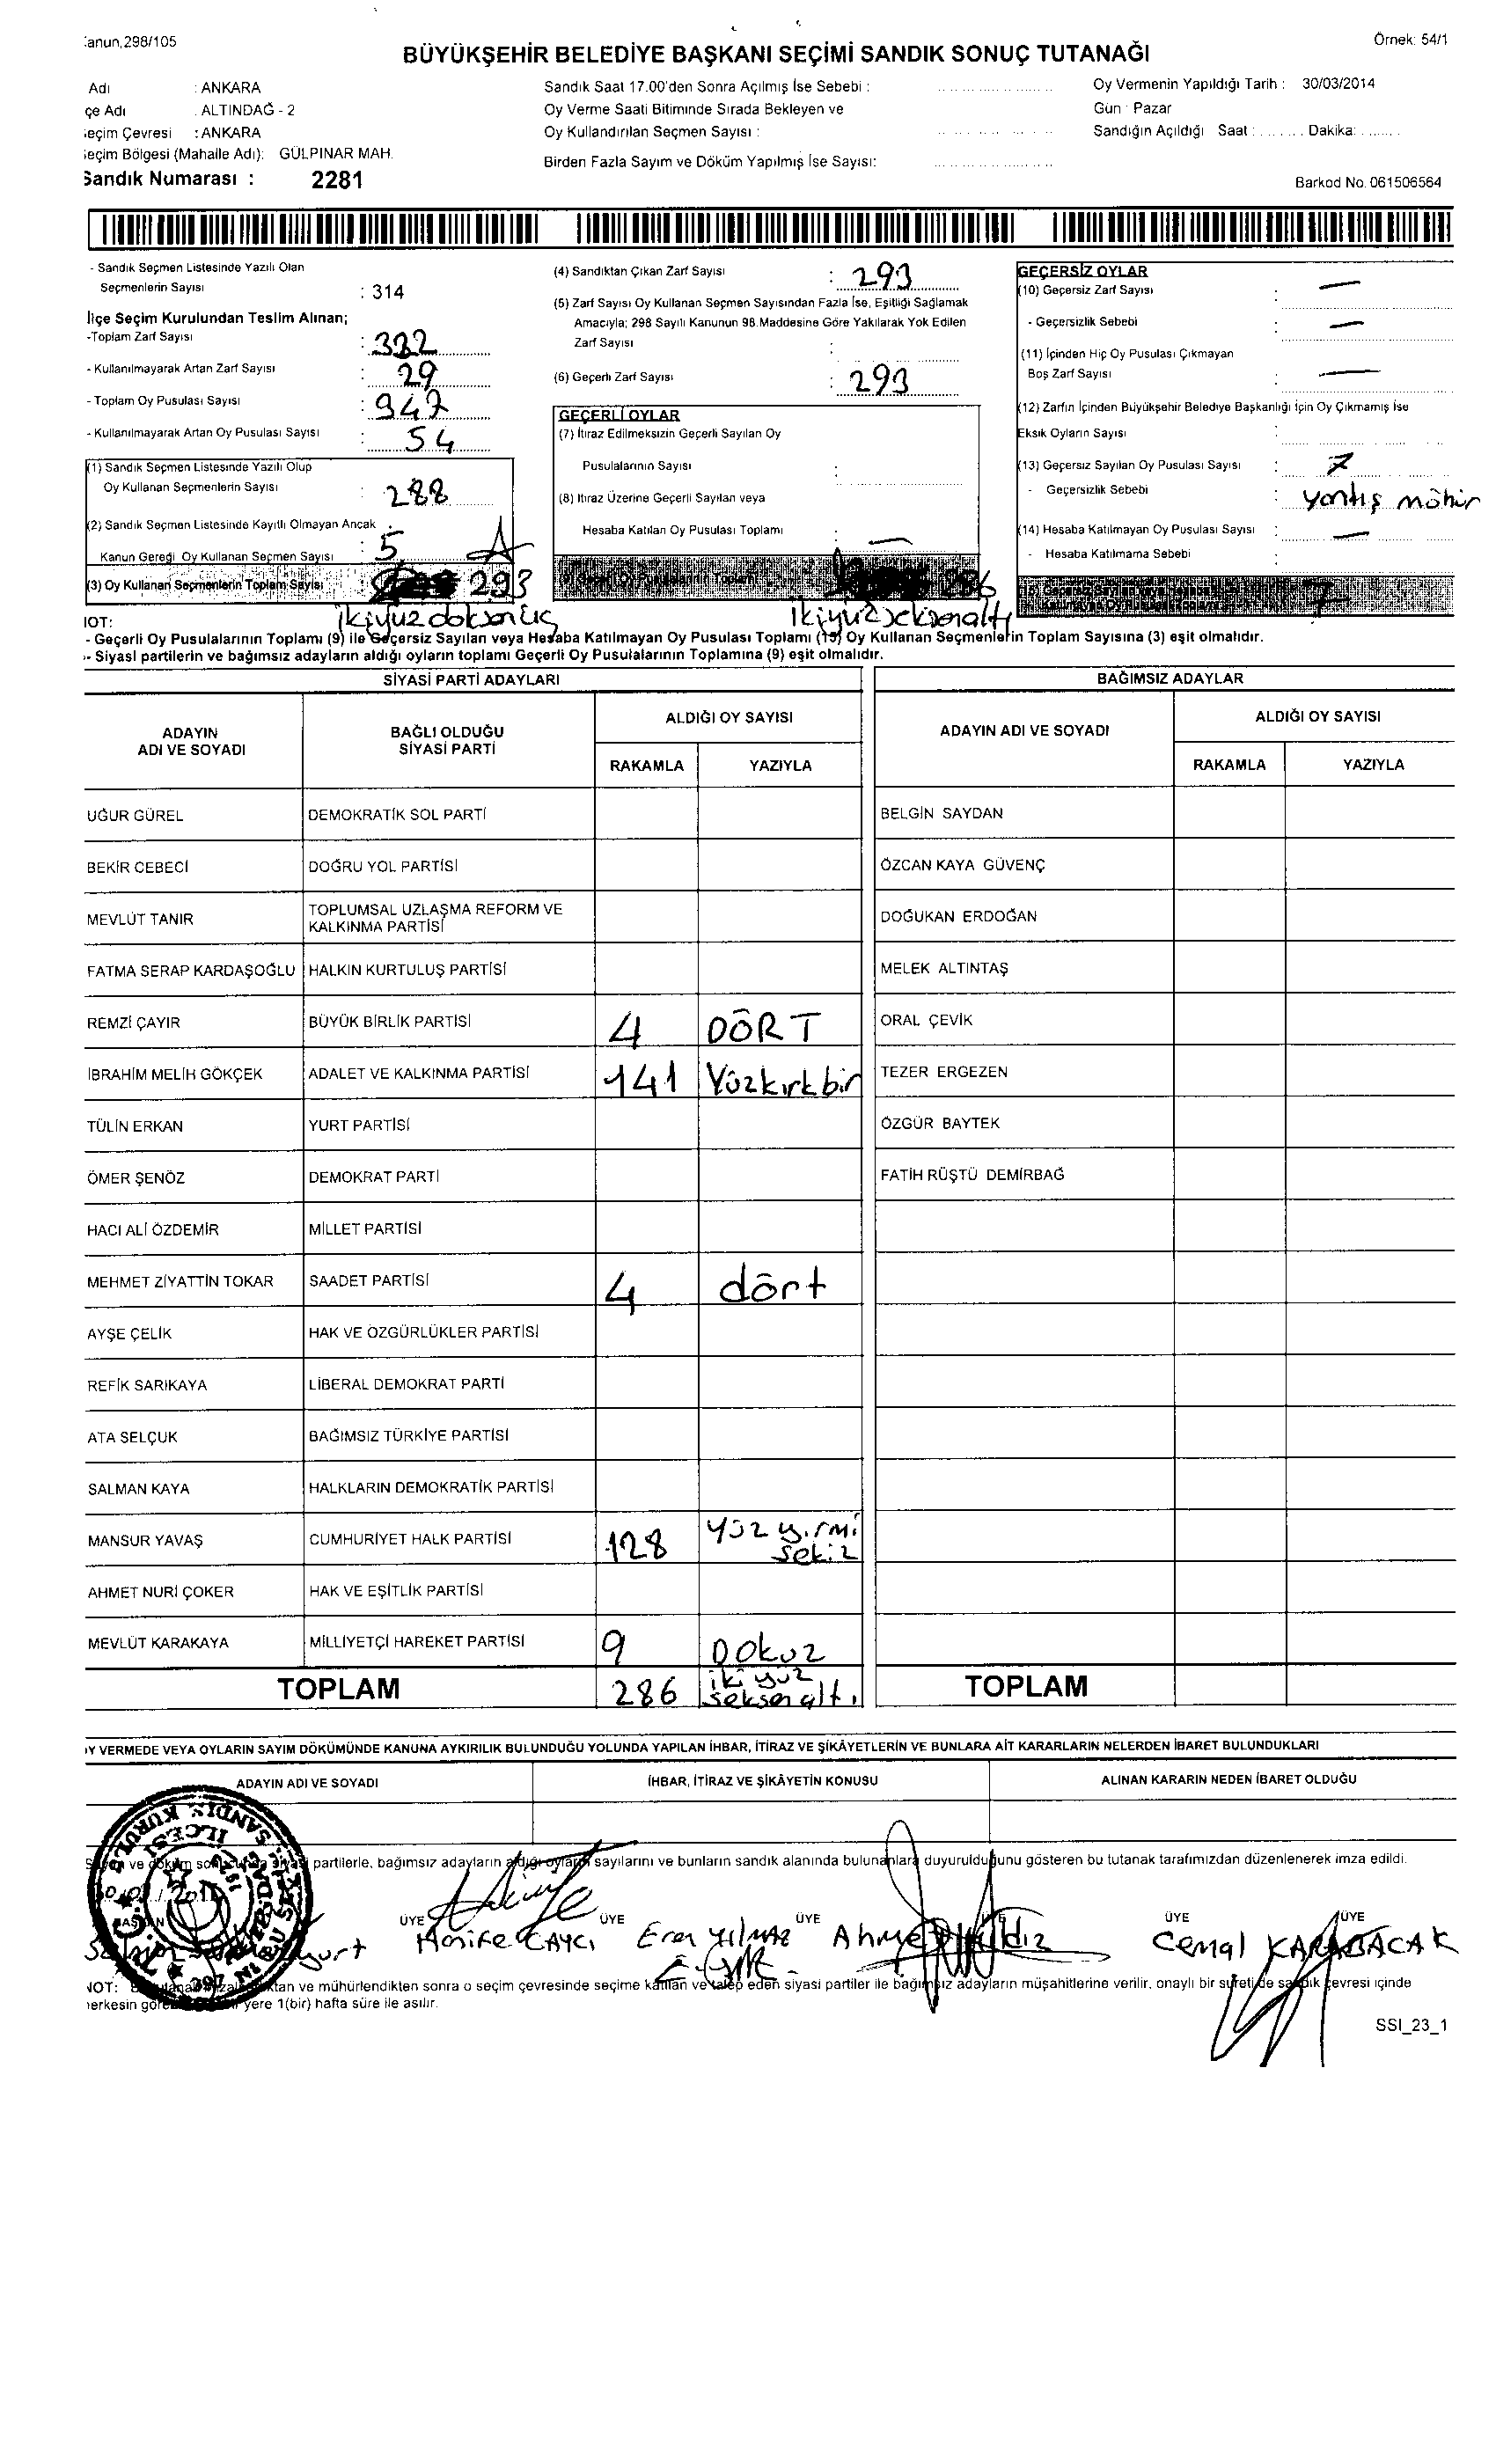 Kanun,298/105
Örnek: 54/1
BÜYÜKŞEHİR BELEDİYE BAŞKANI SEÇİMİ SANDIK SONUÇ TUTANAĞI
Adı : ANKARA
çe Adı : ALTINDAĞ - 2
eçim Çevresi : ANKARA
eçim Bölgesi (Mahalle Adı): GÜLPINAR MAH.
Sandık Numarası : 2281
Sandık Saat 17.00'den Sonra Açılmış İse Sebebi :
Oy Verme Saati Bitiminde Sırada Bekleyen ve
Oy Kullandırılan Seçmen Sayısı :
Birden Fazla Sayım ve Döküm Yapılmış İse Sayısı:
Oy Vermenin Yapıldığı Tarih : 30/03/2014
Gün : Pazar
Sandığın Açıldığı Saat : ........ Dakika: ........
Barkod No. 061506564
- Sandık Seçmen Listesinde Yazılı Olan
Seçmenlerin Sayısı : 314
İlçe Seçim Kurulundan Teslim Alınan;
-Toplam Zarf Sayısı : 322
- Kullanılmayarak Artan Zarf Sayısı : 29
- Toplam Oy Pusulası Sayısı : 347
- Kullanılmayarak Artan Oy Pusulası Sayısı : 54
(1) Sandık Seçmen Listesinde Yazılı Olup
Oy Kullanan Seçmenlerin Sayısı : 288
(2) Sandık Seçmen Listesinde Kayıtlı Olmayan Ancak
Kanun Gereği Oy Kullanan Seçmen Sayısı : 5
(3) Oy Kullanan Seçmenlerin Toplam Sayısı 293
ikiyüzdoksanüç
(4) Sandıktan Çıkan Zarf Sayısı : 293
(5) Zarf Sayısı Oy Kullanan Seçmen Sayısından Fazla İse, Eşitliği Sağlamak
Amacıyla; 298 Sayılı Kanunun 98.Maddesine Göre Yakılarak Yok Edilen
Zarf Sayısı :
(6) Geçerli Zarf Sayısı : 293
GEÇERLİ OYLAR
(7) İtiraz Edilmeksizin Geçerli Sayılan Oy
Pusulalarının Sayısı :
(8) İtiraz Üzerine Geçerli Sayılan veya
Hesaba Katılan Oy Pusulası Toplamı : —
(9) Geçerli Oy Pusulalarının Toplamı 286
ikiyüzseksenaltı
GEÇERSİZ OYLAR
(10) Geçersiz Zarf Sayısı : —
- Geçersizlik Sebebi : —
(11) İçinden Hiç Oy Pusulası Çıkmayan
Boş Zarf Sayısı : —
(12) Zarfın İçinden Büyükşehir Belediye Başkanlığı İçin Oy Çıkmamış İse
Eksik Oyların Sayısı :
(13) Geçersiz Sayılan Oy Pusulası Sayısı : 7
- Geçersizlik Sebebi : yanlış möhür
(14) Hesaba Katılmayan Oy Pusulası Sayısı : —
- Hesaba Katılmama Sebebi :
(15) Geçersiz Sayılan veya Hesaba
Katılmayan Oy Pusulası Toplamı 7
NOT:
- Geçerli Oy Pusulalarının Toplamı (9) ile Geçersiz Sayılan veya Hesaba Katılmayan Oy Pusulası Toplamı (15) Oy Kullanan Seçmenlerin Toplam Sayısına (3) eşit olmalıdır.
- Siyasi partilerin ve bağımsız adayların aldığı oyların toplamı Geçerli Oy Pusulalarının Toplamına (9) eşit olmalıdır.
SİYASİ PARTİ ADAYLARI
ADAYIN ADI VE SOYADI BAĞLI OLDUĞU SİYASİ PARTİ ALDIĞI OY SAYISI
RAKAMLA YAZIYLA
UĞUR GÜREL DEMOKRATİK SOL PARTİ
BEKİR CEBECİ DOĞRU YOL PARTİSİ
MEVLÜT TANIR TOPLUMSAL UZLAŞMA REFORM VE KALKINMA PARTİSİ
FATMA SERAP KARDAŞOĞLU HALKIN KURTULUŞ PARTİSİ
REMZİ ÇAYIR BÜYÜK BİRLİK PARTİSİ 4 DÖRT
İBRAHİM MELİH GÖKÇEK ADALET VE KALKINMA PARTİSİ 141 Yüzkırkbir
TÜLİN ERKAN YURT PARTİSİ
ÖMER ŞENÖZ DEMOKRAT PARTİ
HACI ALİ ÖZDEMİR MİLLET PARTİSİ
MEHMET ZİYATTİN TOKAR SAADET PARTİSİ 4 dört
AYŞE ÇELİK HAK VE ÖZGÜRLÜKLER PARTİSİ
REFİK SARIKAYA LİBERAL DEMOKRAT PARTİ
ATA SELÇUK BAĞIMSIZ TÜRKİYE PARTİSİ
SALMAN KAYA HALKLARIN DEMOKRATİK PARTİSİ
MANSUR YAVAŞ CUMHURİYET HALK PARTİSİ 128 yüz yirmi sekiz
AHMET NURİ ÇOKER HAK VE EŞİTLİK PARTİSİ
MEVLÜT KARAKAYA MİLLİYETÇİ HAREKET PARTİSİ 9 Dokuz
TOPLAM 286 iki yüz seksen altı
BAĞIMSIZ ADAYLAR
ADAYIN ADI VE SOYADI ALDIĞI OY SAYISI
RAKAMLA YAZIYLA
BELGİN SAYDAN
ÖZCAN KAYA GÜVENÇ
DOĞUKAN ERDOĞAN
MELEK ALTINTAŞ
ORAL ÇEVİK
TEZER ERGEZEN
ÖZGÜR BAYTEK
FATİH RÜŞTÜ DEMİRBAĞ
TOPLAM
OY VERMEDE VEYA OYLARIN SAYIM DÖKÜMÜNDE KANUNA AYKIRILIK BULUNDUĞU YOLUNDA YAPILAN İHBAR, İTİRAZ VE ŞİKÂYETLERİN VE BUNLARA AİT KARARLARIN NELERDEN İBARET BULUNDUKLARI
ADAYIN ADI VE SOYADI İHBAR, İTİRAZ VE ŞİKÂYETİN KONUSU ALINAN KARARIN NEDEN İBARET OLDUĞU
Sayım ve döküm sonucunda siyasi partilerle, bağımsız adayların aldığı oyların sayılarını ve bunların sandık alanında bulunanlara duyurulduğunu gösteren bu tutanak tarafımızdan düzenlenerek imza edildi.
BAŞKAN ÜYE ÜYE ÜYE ÜYE ÜYE ÜYE
Hanife ÇAYCI Eren Yılmaz Ahmet Yıldız Cemal KARABACAK
NOT: ve mühürlendikten sonra o seçim çevresinde seçime katılan ve talep eden siyasi partiler ile bağımsız adayların müşahitlerine verilir, onaylı bir sureti de sandık çevresi içinde
herkesin yere 1(bir) hafta süre ile asılır.
SSI_23_1